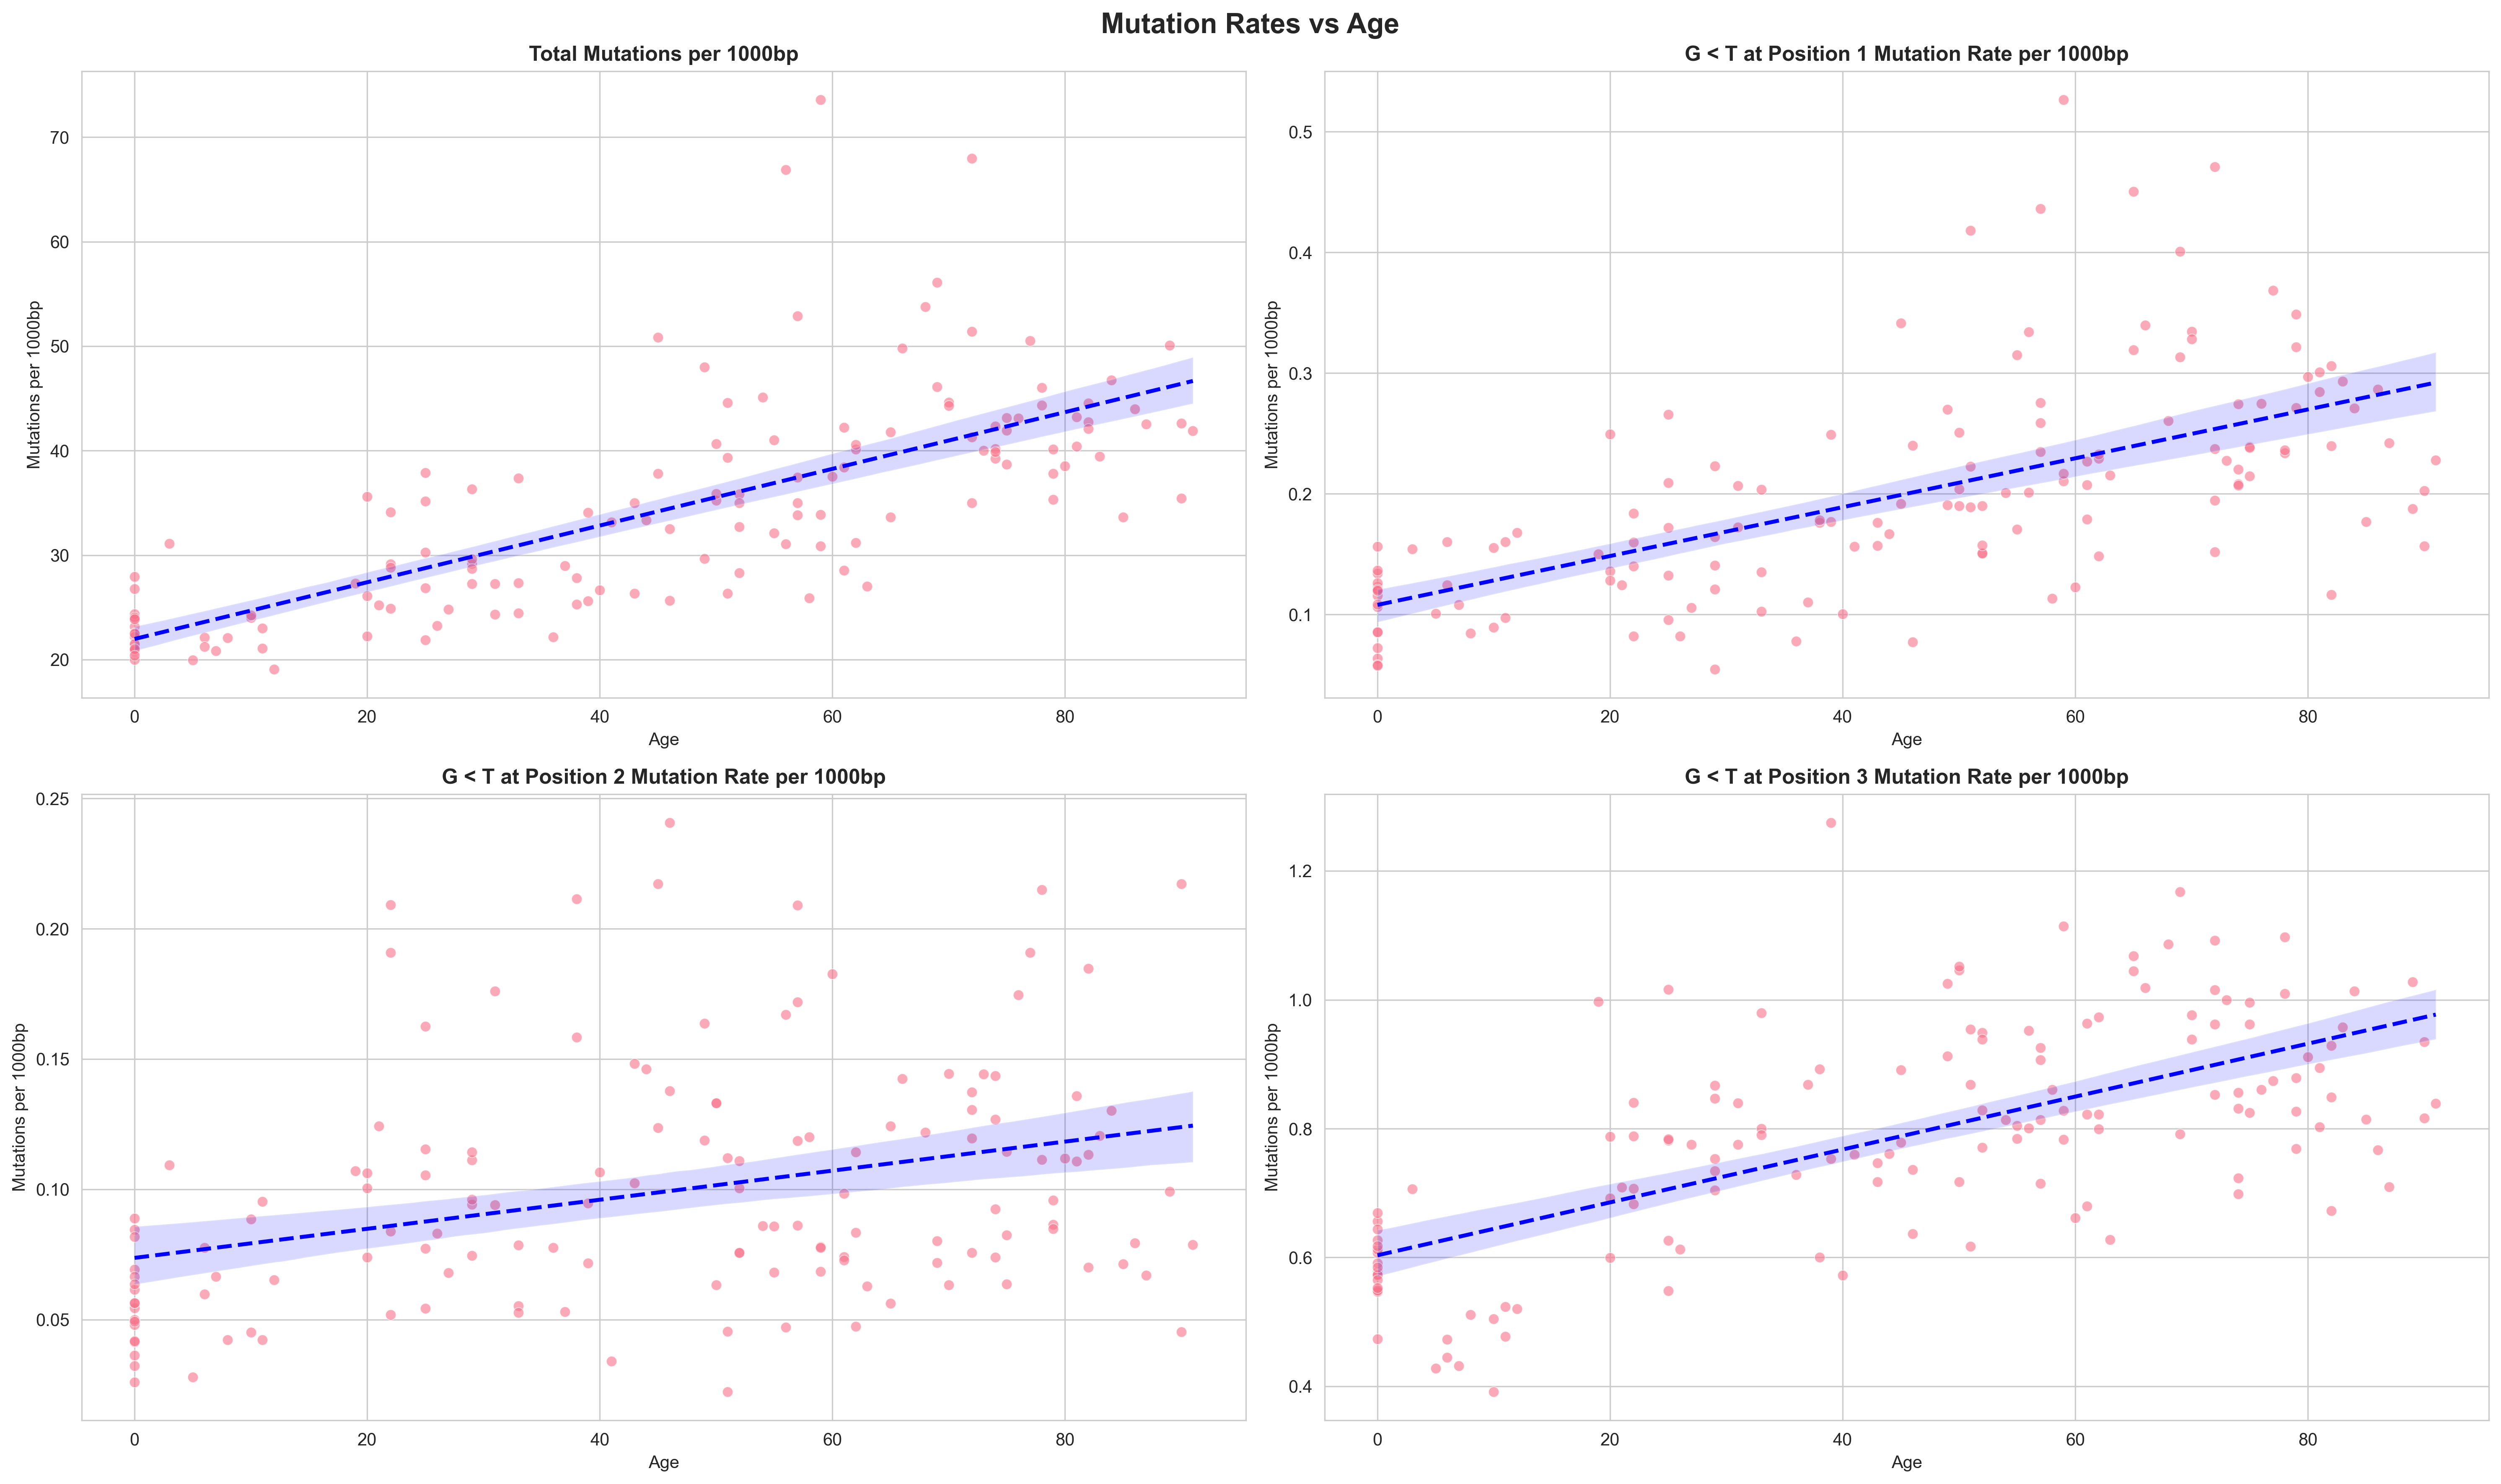 Mutation Rates vs Age
Total Mutations per 1000bp
Mutations per 1000bp
70
60
50
40
30
20
0 20 40 60 80
Age
G < T at Position 1 Mutation Rate per 1000bp
Mutations per 1000bp
0.5
0.4
0.3
0.2
0.1
0 20 40 60 80
Age
G < T at Position 2 Mutation Rate per 1000bp
Mutations per 1000bp
0.25
0.20
0.15
0.10
0.05
0 20 40 60 80
Age
G < T at Position 3 Mutation Rate per 1000bp
Mutations per 1000bp
1.2
1.0
0.8
0.6
0.4
0 20 40 60 80
Age